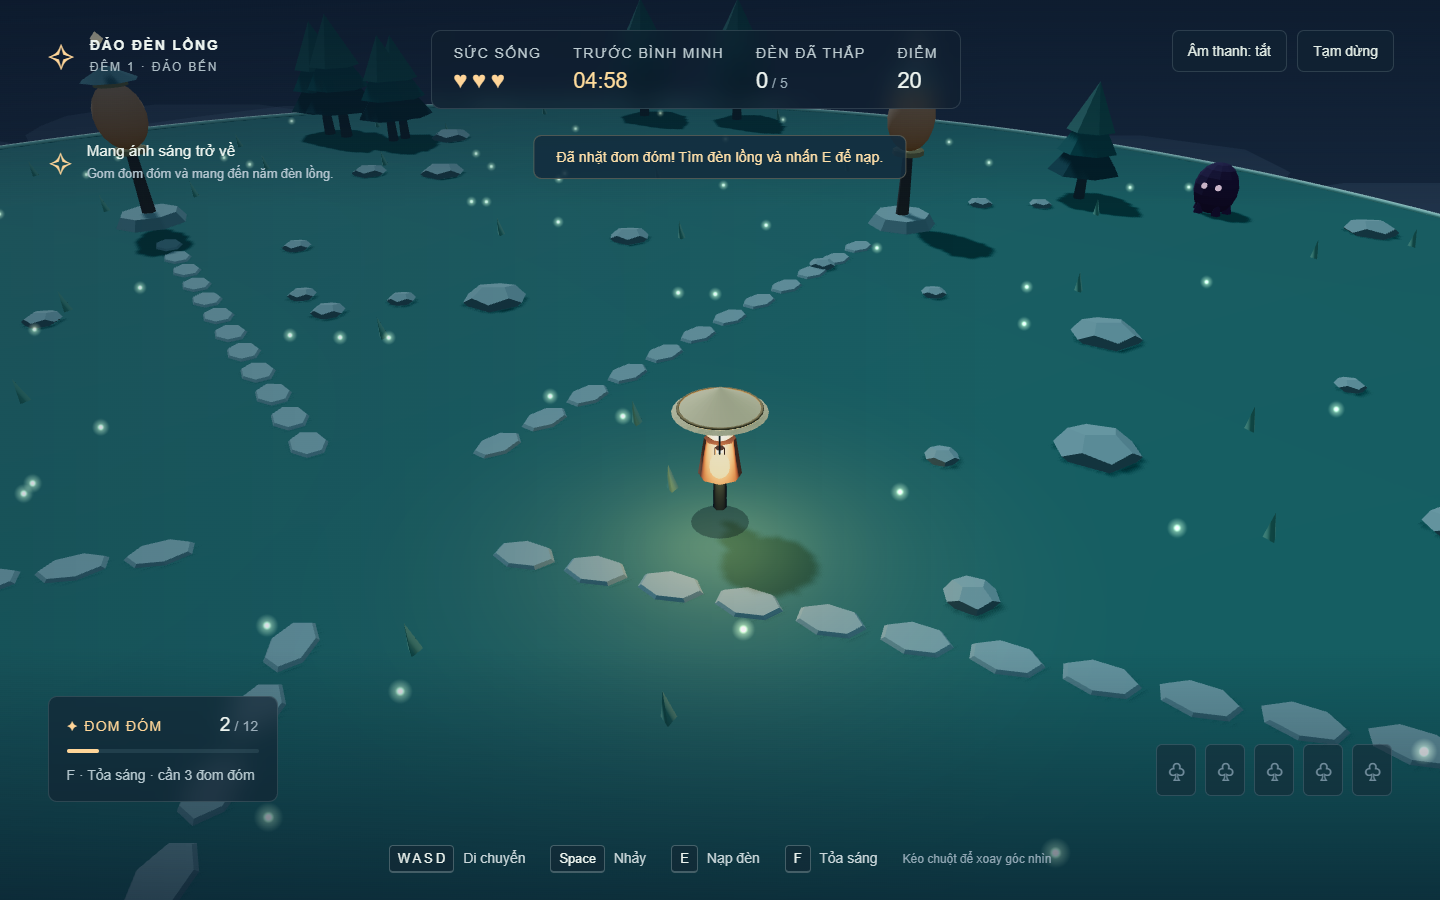 ĐẢO ĐÈN LỒNG
ĐÊM 1 · ĐẢO BẾN
SỨC SỐNG
TRƯỚC BÌNH MINH
04:58
ĐÈN ĐÃ THẮP
0 / 5
ĐIỂM
20
Âm thanh: tắt
Tạm dừng
Mang ánh sáng trở về
Gom đom đóm và mang đến năm đèn lồng.
Đã nhặt đom đóm! Tìm đèn lồng và nhấn E để nạp.
ĐOM ĐÓM
2 / 12
F · Tỏa sáng · cần 3 đom đóm
WASD Di chuyển
Space Nhảy
E Nạp đèn
F Tỏa sáng
Kéo chuột để xoay góc nhìn